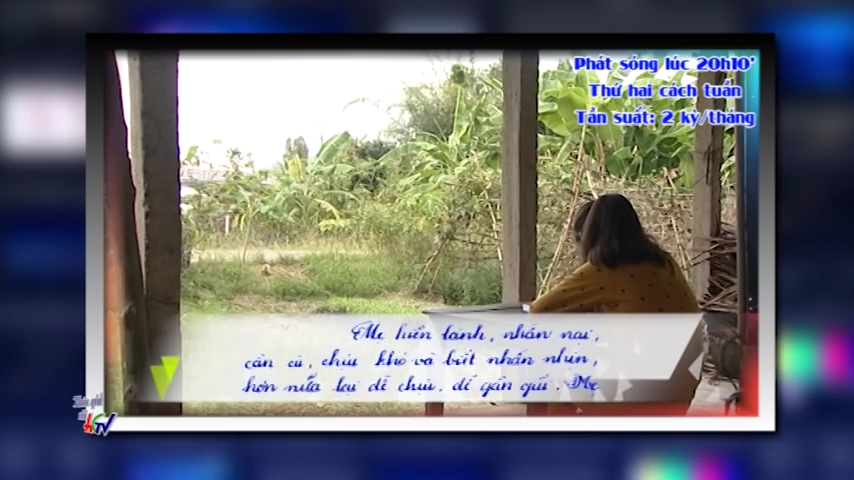 Phát sóng lúc 20h10'
Thứ hai cách tuần
Tần suất: 2 kỳ/tháng
Mẹ hiền lành, nhẫn nại,
cần cù, chịu khó và biết nhẫn nhịn,
hơn nữa lại dễ chịu, dễ gần gũi. Mẹ
HGTV